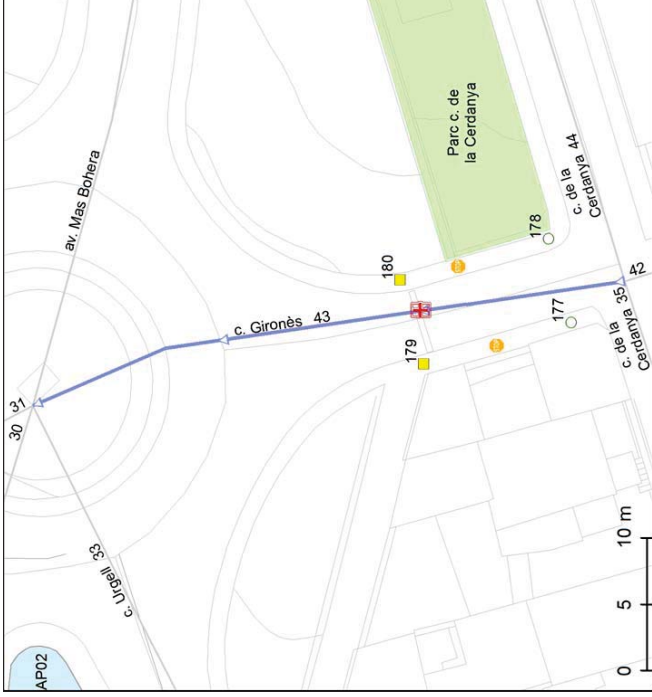 av. Mas Bohera
31
30
c. Urgell 33
AP02
c. Gironès 43
Parc c. de
la Cerdanya
180
179
178
177
c. de la
Cerdanya 44
42
c. de la
Cerdanya 35
0 5 10 m